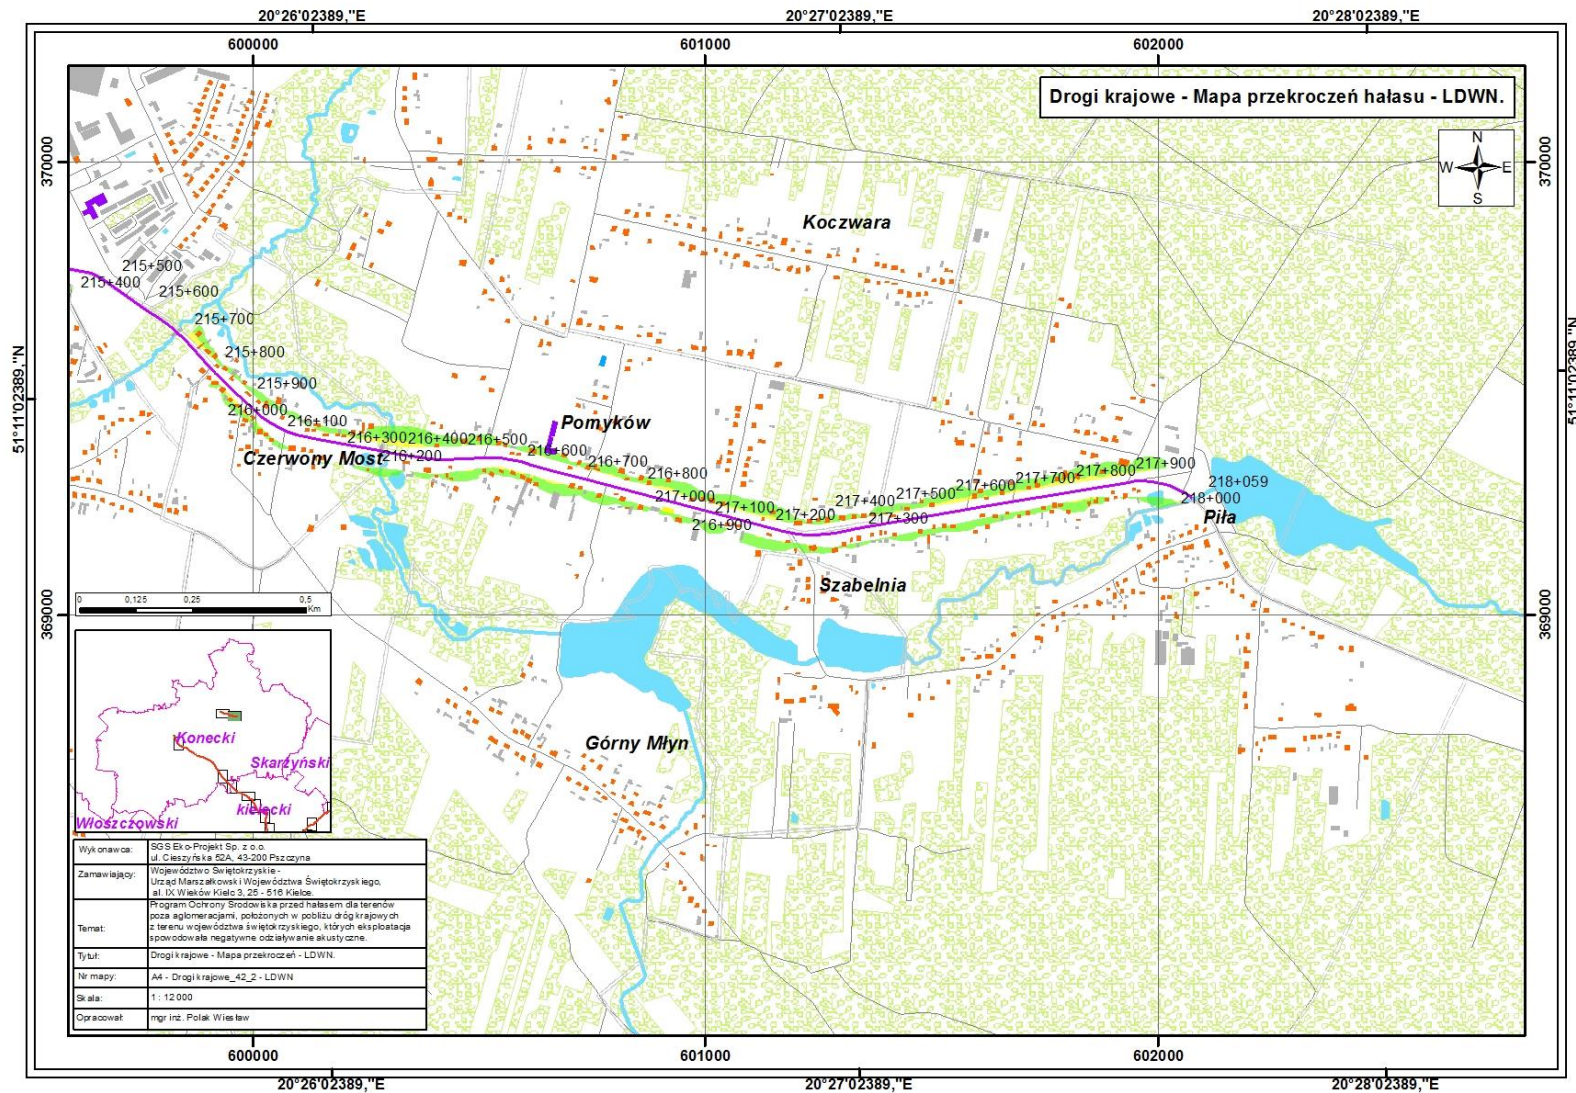 20°26'02389,"E
20°27'02389,"E
20°28'02389,"E
600000
601000
602000
Drogi krajowe - Mapa przekroczeń hałasu - LDWN.
N
W
E
S
370000
370000
Koczwara
215+500
215+400
215+600
215+700
215+800
215+900
216+000
216+100
216+300
216+400
216+500
216+200
216+600
216+700
216+800
217+000
217+100
216+900
217+200
217+400
217+300
217+500
217+600
217+700
217+800
217+900
218+059
218+000
Pomyków
Czerwony Most
Piła
Szabelnia
Górny Młyn
51°11'02389,"N
51°11'02389,"N
369000
369000
0
0,125
0,25
0,5
Km
Konecki
Skarżyński
kielecki
Włoszczowski
Wykonawca:
SGS Eko-Projekt Sp. z o.o.
ul. Cieszyńska 52A, 43-200 Pszczyna
Zamawiający:
Województwo Świętokrzyskie -
Urząd Marszałkowski Województwa Świętokrzyskiego,
al. IX Wieków Kielc 3, 25 - 516 Kielce.
Temat:
Program Ochrony Środowiska przed hałasem dla terenów
poza aglomeracjami, położonych w pobliżu dróg krajowych
z terenu województwa świętokrzyskiego, których eksploatacja
spowodowała negatywne odziaływanie akustyczne.
Tytuł:
Drogi krajowe - Mapa przekroczeń - LDWN.
Nr mapy:
A4 - Drogi krajowe_42_2 - LDWN
Skala:
1 : 12 000
Opracował:
mgr inż. Polak Wiesław
600000
601000
602000
20°26'02389,"E
20°27'02389,"E
20°28'02389,"E